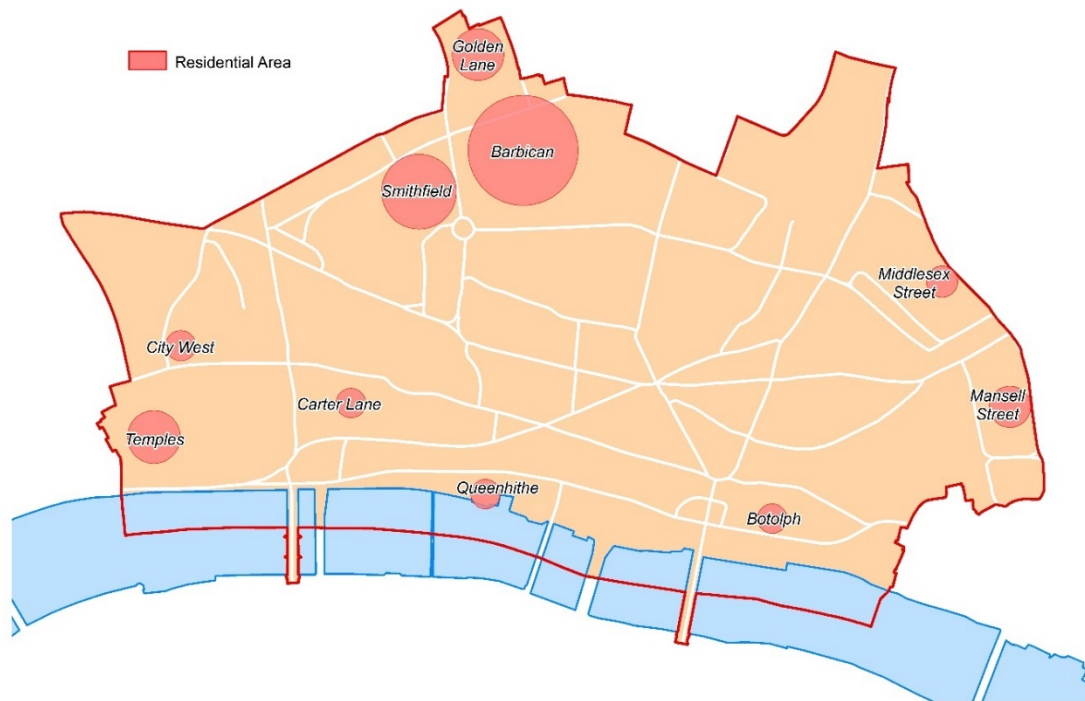 Residential Area
Golden
Lane
Barbican
Smithfield
Middlesex
Street
City West
Carter Lane
Mansell
Street
Temples
Queenhithe
Botolph